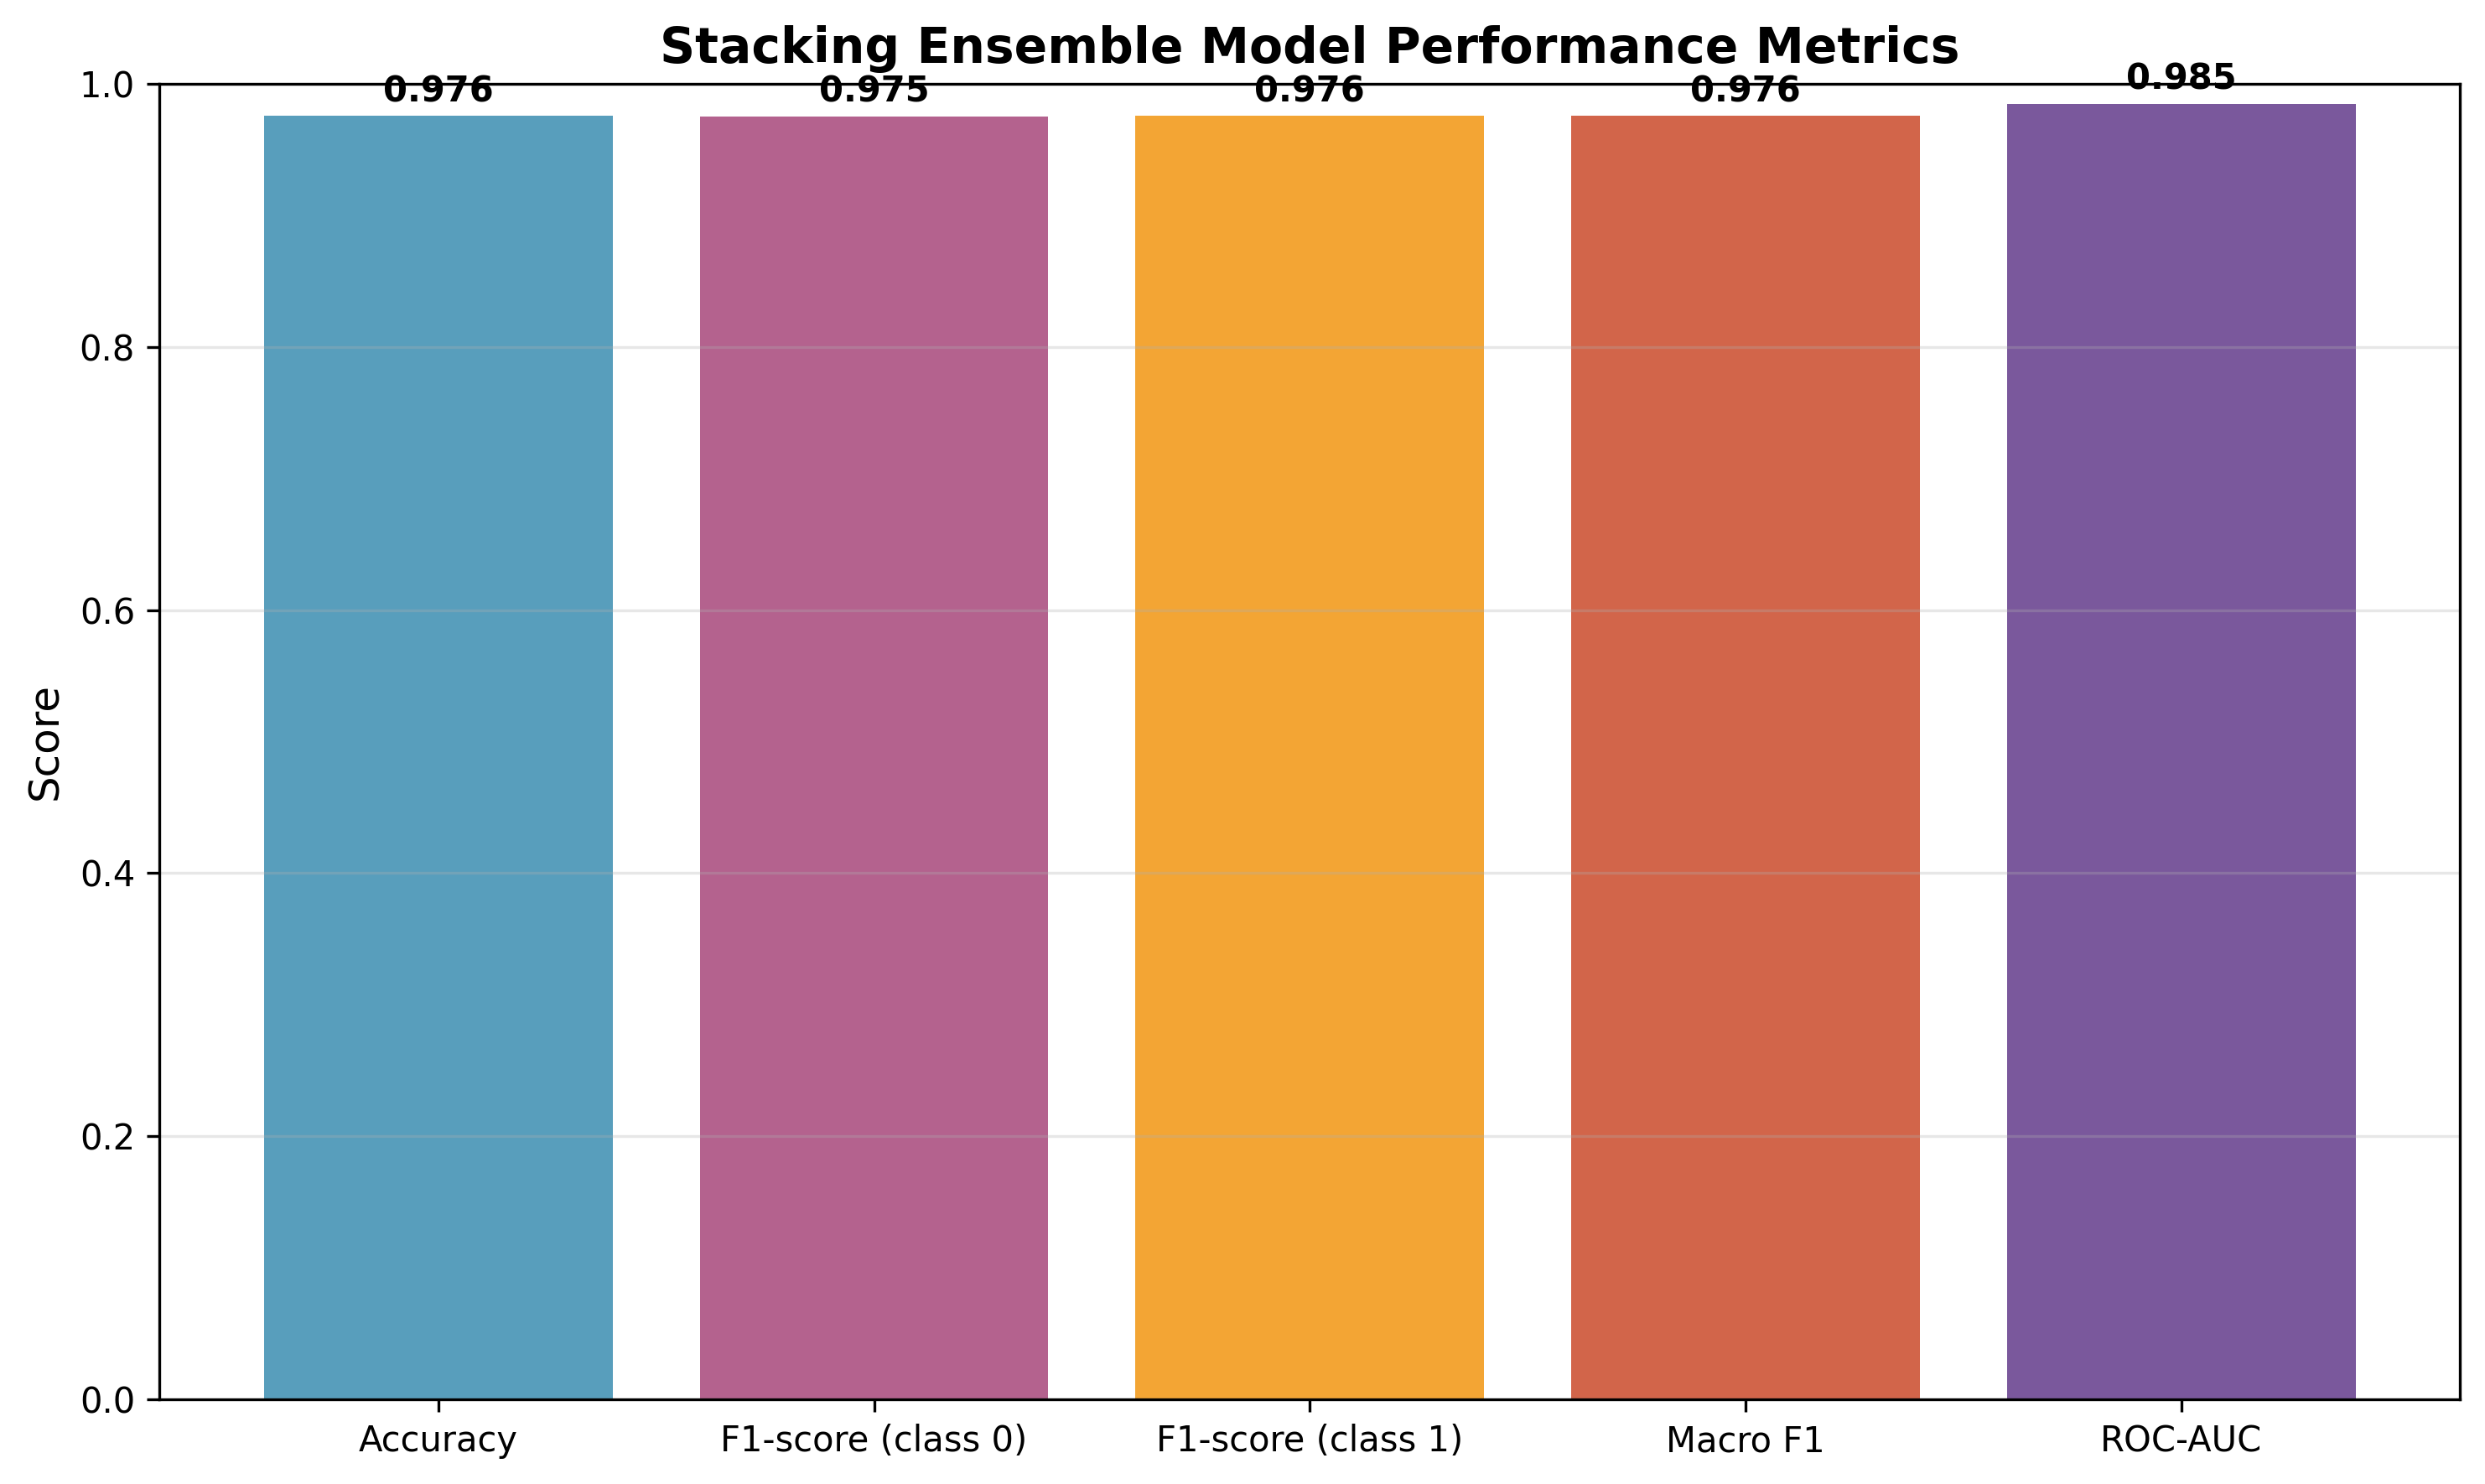 Stacking Ensemble Model Performance Metrics
0.976
0.975
0.976
0.976
0.985
1.0
0.8
0.6
0.4
0.2
0.0
Score
Accuracy
F1-score (class 0)
F1-score (class 1)
Macro F1
ROC-AUC